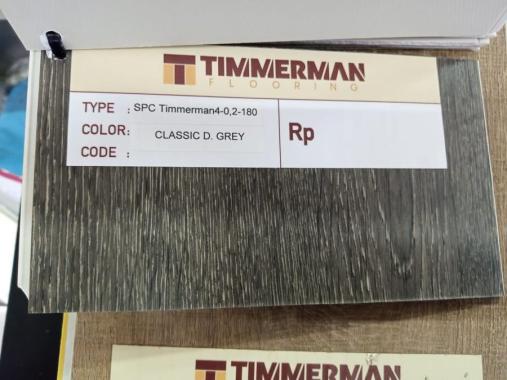 TIMMERMAN
FLOORING
TYPE : SPC Timmerman4-0,2-180
COLOR: CLASSIC D. GREY
CODE :
Rp
TIMMERMAN